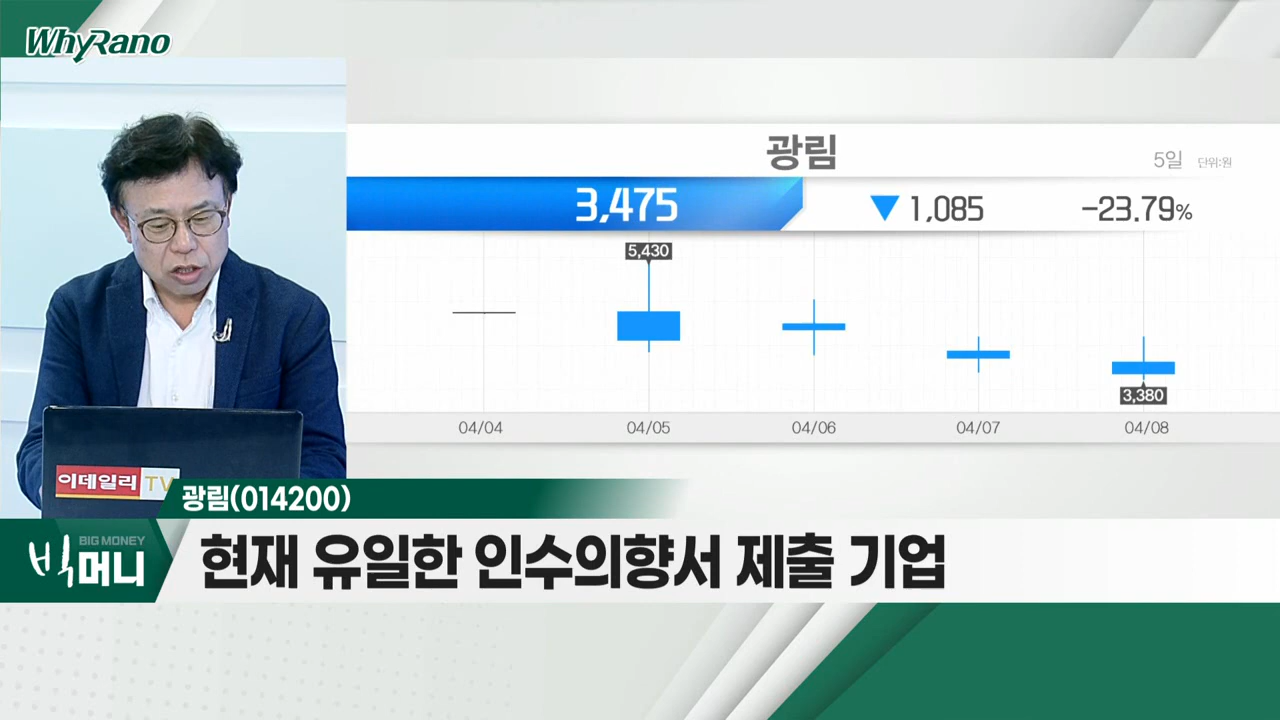 WhyRano
광림
5일 단위:원
3,475 ▼ 1,085 -23.79%
5,430
3,380
04/04 04/05 04/06 04/07 04/08
이데일리 TV
광림(014200)
BIG MONEY
빅머니
현재 유일한 인수의향서 제출 기업